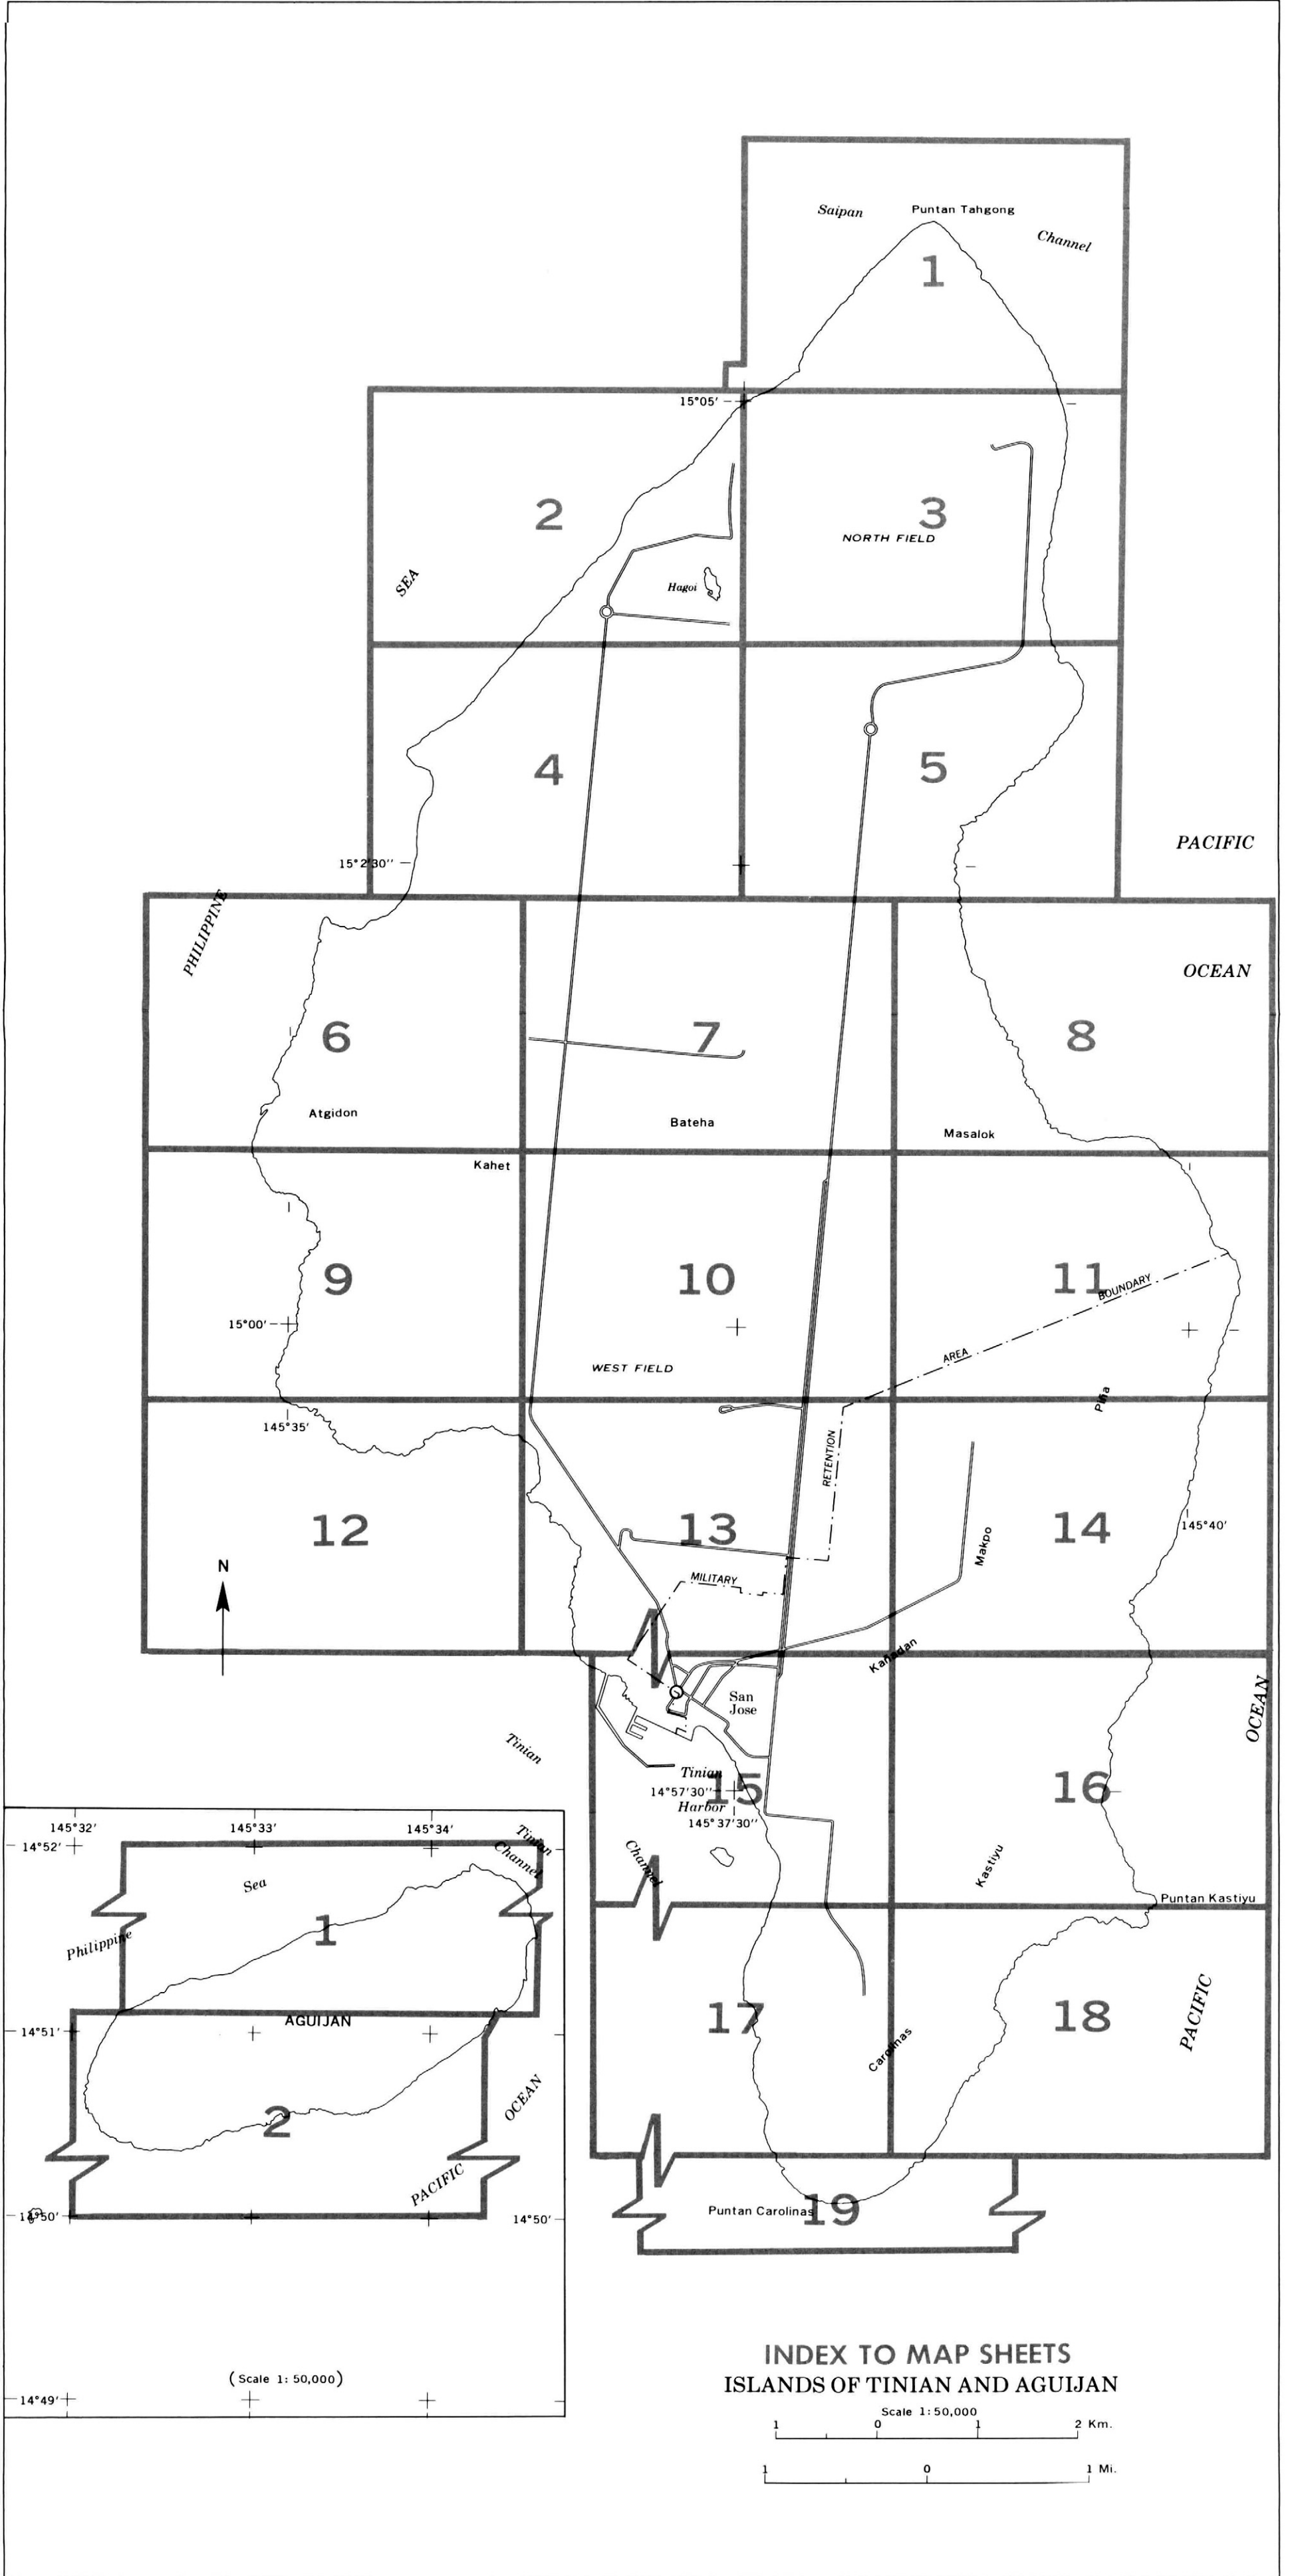 Saipan
Puntan Tahgong
Channel
1
15°05'
2
3
NORTH FIELD
SEA
Hagoi
4
5
PACIFIC
15°2'30''
PHILIPPINE
OCEAN
6
7
8
Atgidon
Bateha
Masalok
Kahet
9
10
11
BOUNDARY
15°00'
AREA
WEST FIELD
Piña
145°35'
RETENTION
12
13
14
145°40'
Makpo
N
MILITARY
Kañadan
San
Jose
OCEAN
Tinian
Tinian
15
14°57'30''
16
Harbor
145°37'30''
Channel
Kastiyu
Puntan Kastiyu
17
18
PACIFIC
Carolinas
19
Puntan Carolinas
145°32'
145°33'
145°34'
14°52'
Tinian
Channel
Sea
1
Philippine
14°51'
AGUIJAN
OCEAN
2
PACIFIC
14°50'
14°50'
(Scale 1: 50,000)
14°49'
INDEX TO MAP SHEETS
ISLANDS OF TINIAN AND AGUIJAN
Scale 1:50,000
1 0 1 2 Km.
1 0 1 Mi.